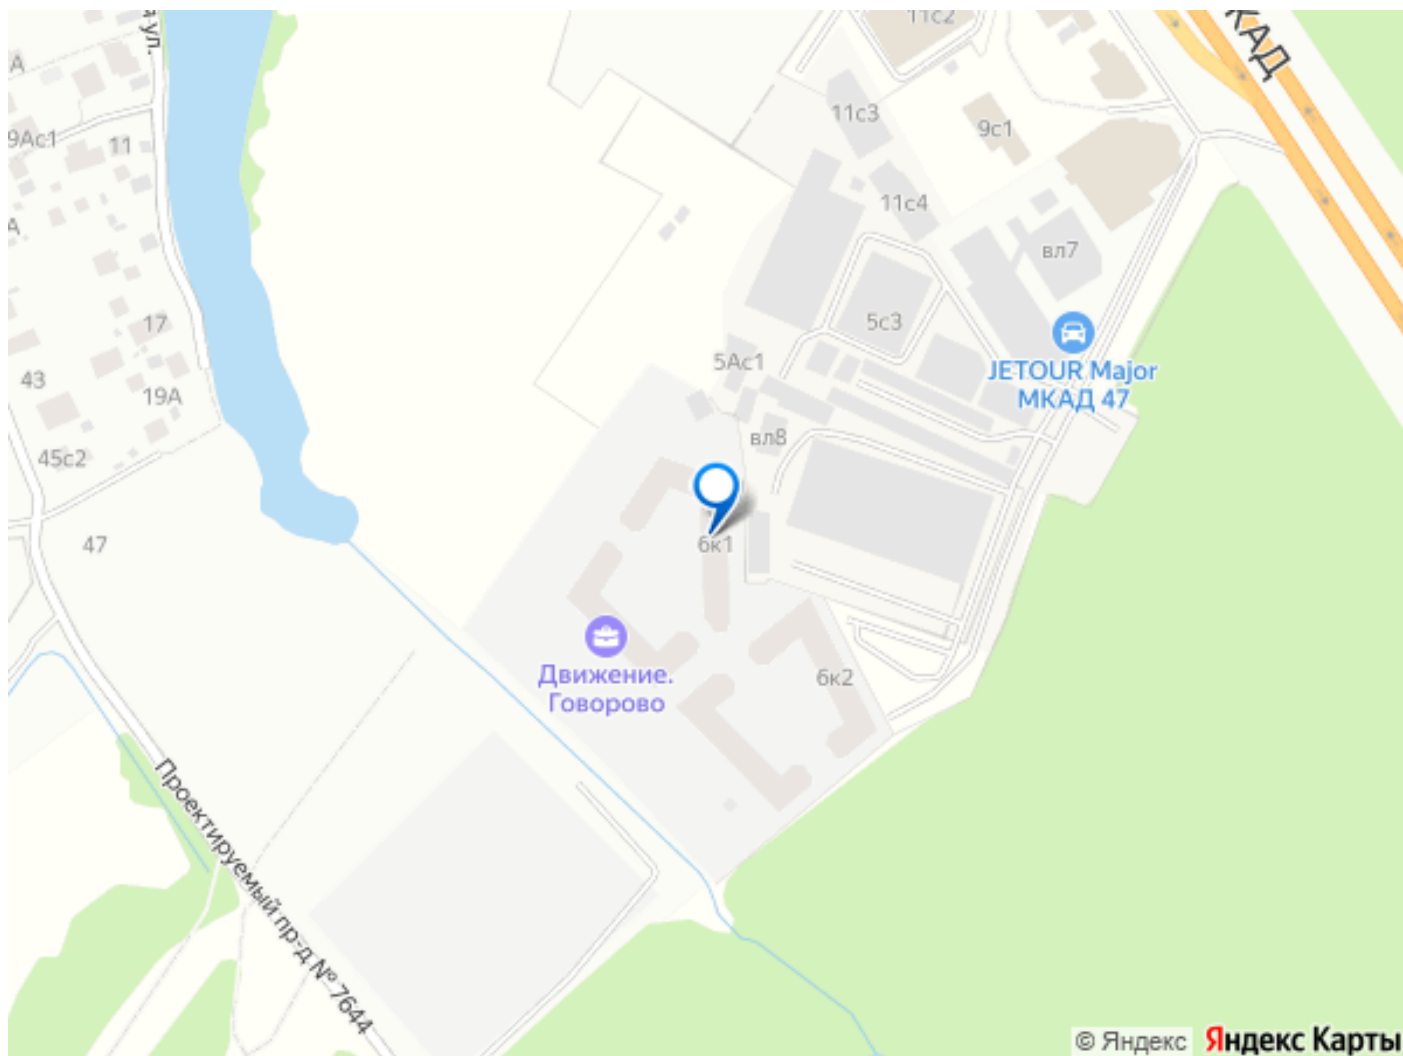 11с2
КАД
а ул.
А
11с3
9с1
9Ас1
11
11с4
А
вл7
17
5с3
5Ас1
JETOUR Major
МКАД 47
43
19А
вл8
45с2
47
6к1
Движение.
Говорово
6к2
Проектируемый пр-д № 7644
© Яндекс
Яндекс Карты